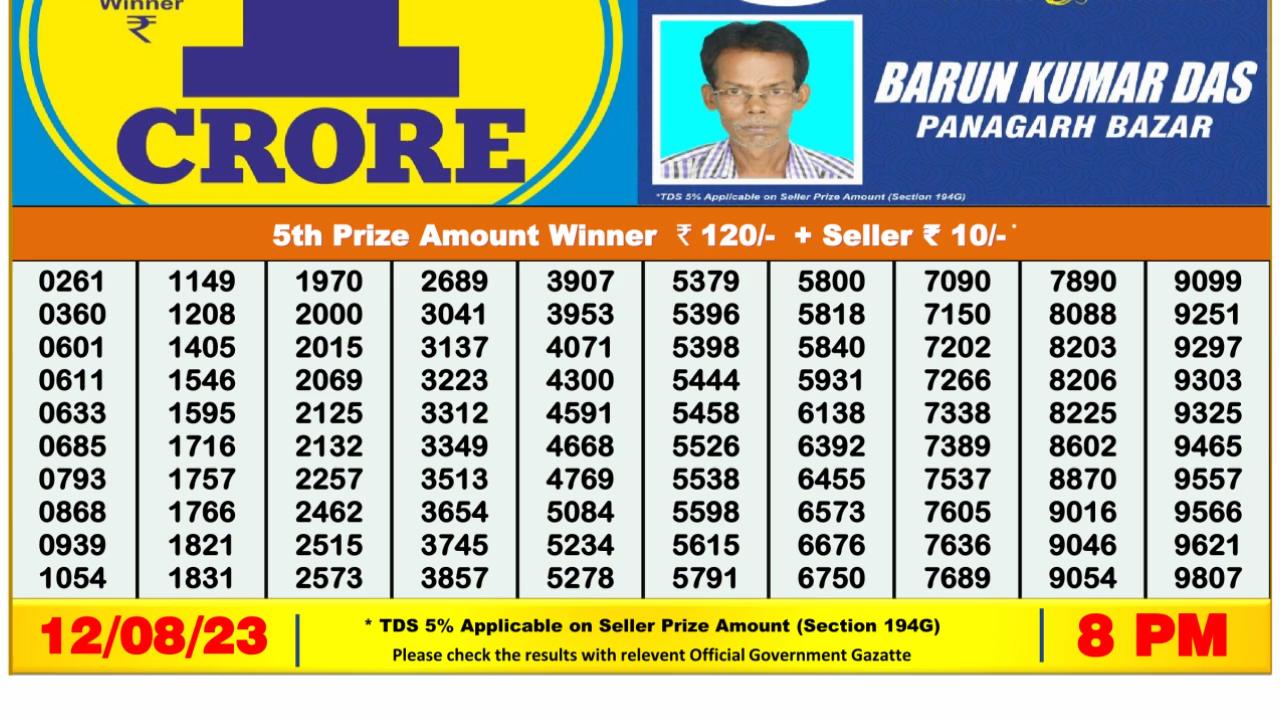 Winner
₹
1
CRORE
BARUN KUMAR DAS
PANAGARH BAZAR
*TDS 5% Applicable on Seller Prize Amount (Section 194G)
5th Prize Amount Winner ₹ 120/- + Seller ₹ 10/-*
0261 1149 1970 2689 3907 5379 5800 7090 7890 9099
0360 1208 2000 3041 3953 5396 5818 7150 8088 9251
0601 1405 2015 3137 4071 5398 5840 7202 8203 9297
0611 1546 2069 3223 4300 5444 5931 7266 8206 9303
0633 1595 2125 3312 4591 5458 6138 7338 8225 9325
0685 1716 2132 3349 4668 5526 6392 7389 8602 9465
0793 1757 2257 3513 4769 5538 6455 7537 8870 9557
0868 1766 2462 3654 5084 5598 6573 7605 9016 9566
0939 1821 2515 3745 5234 5615 6676 7636 9046 9621
1054 1831 2573 3857 5278 5791 6750 7689 9054 9807
12/08/23
* TDS 5% Applicable on Seller Prize Amount (Section 194G)
Please check the results with relevent Official Government Gazatte
8 PM